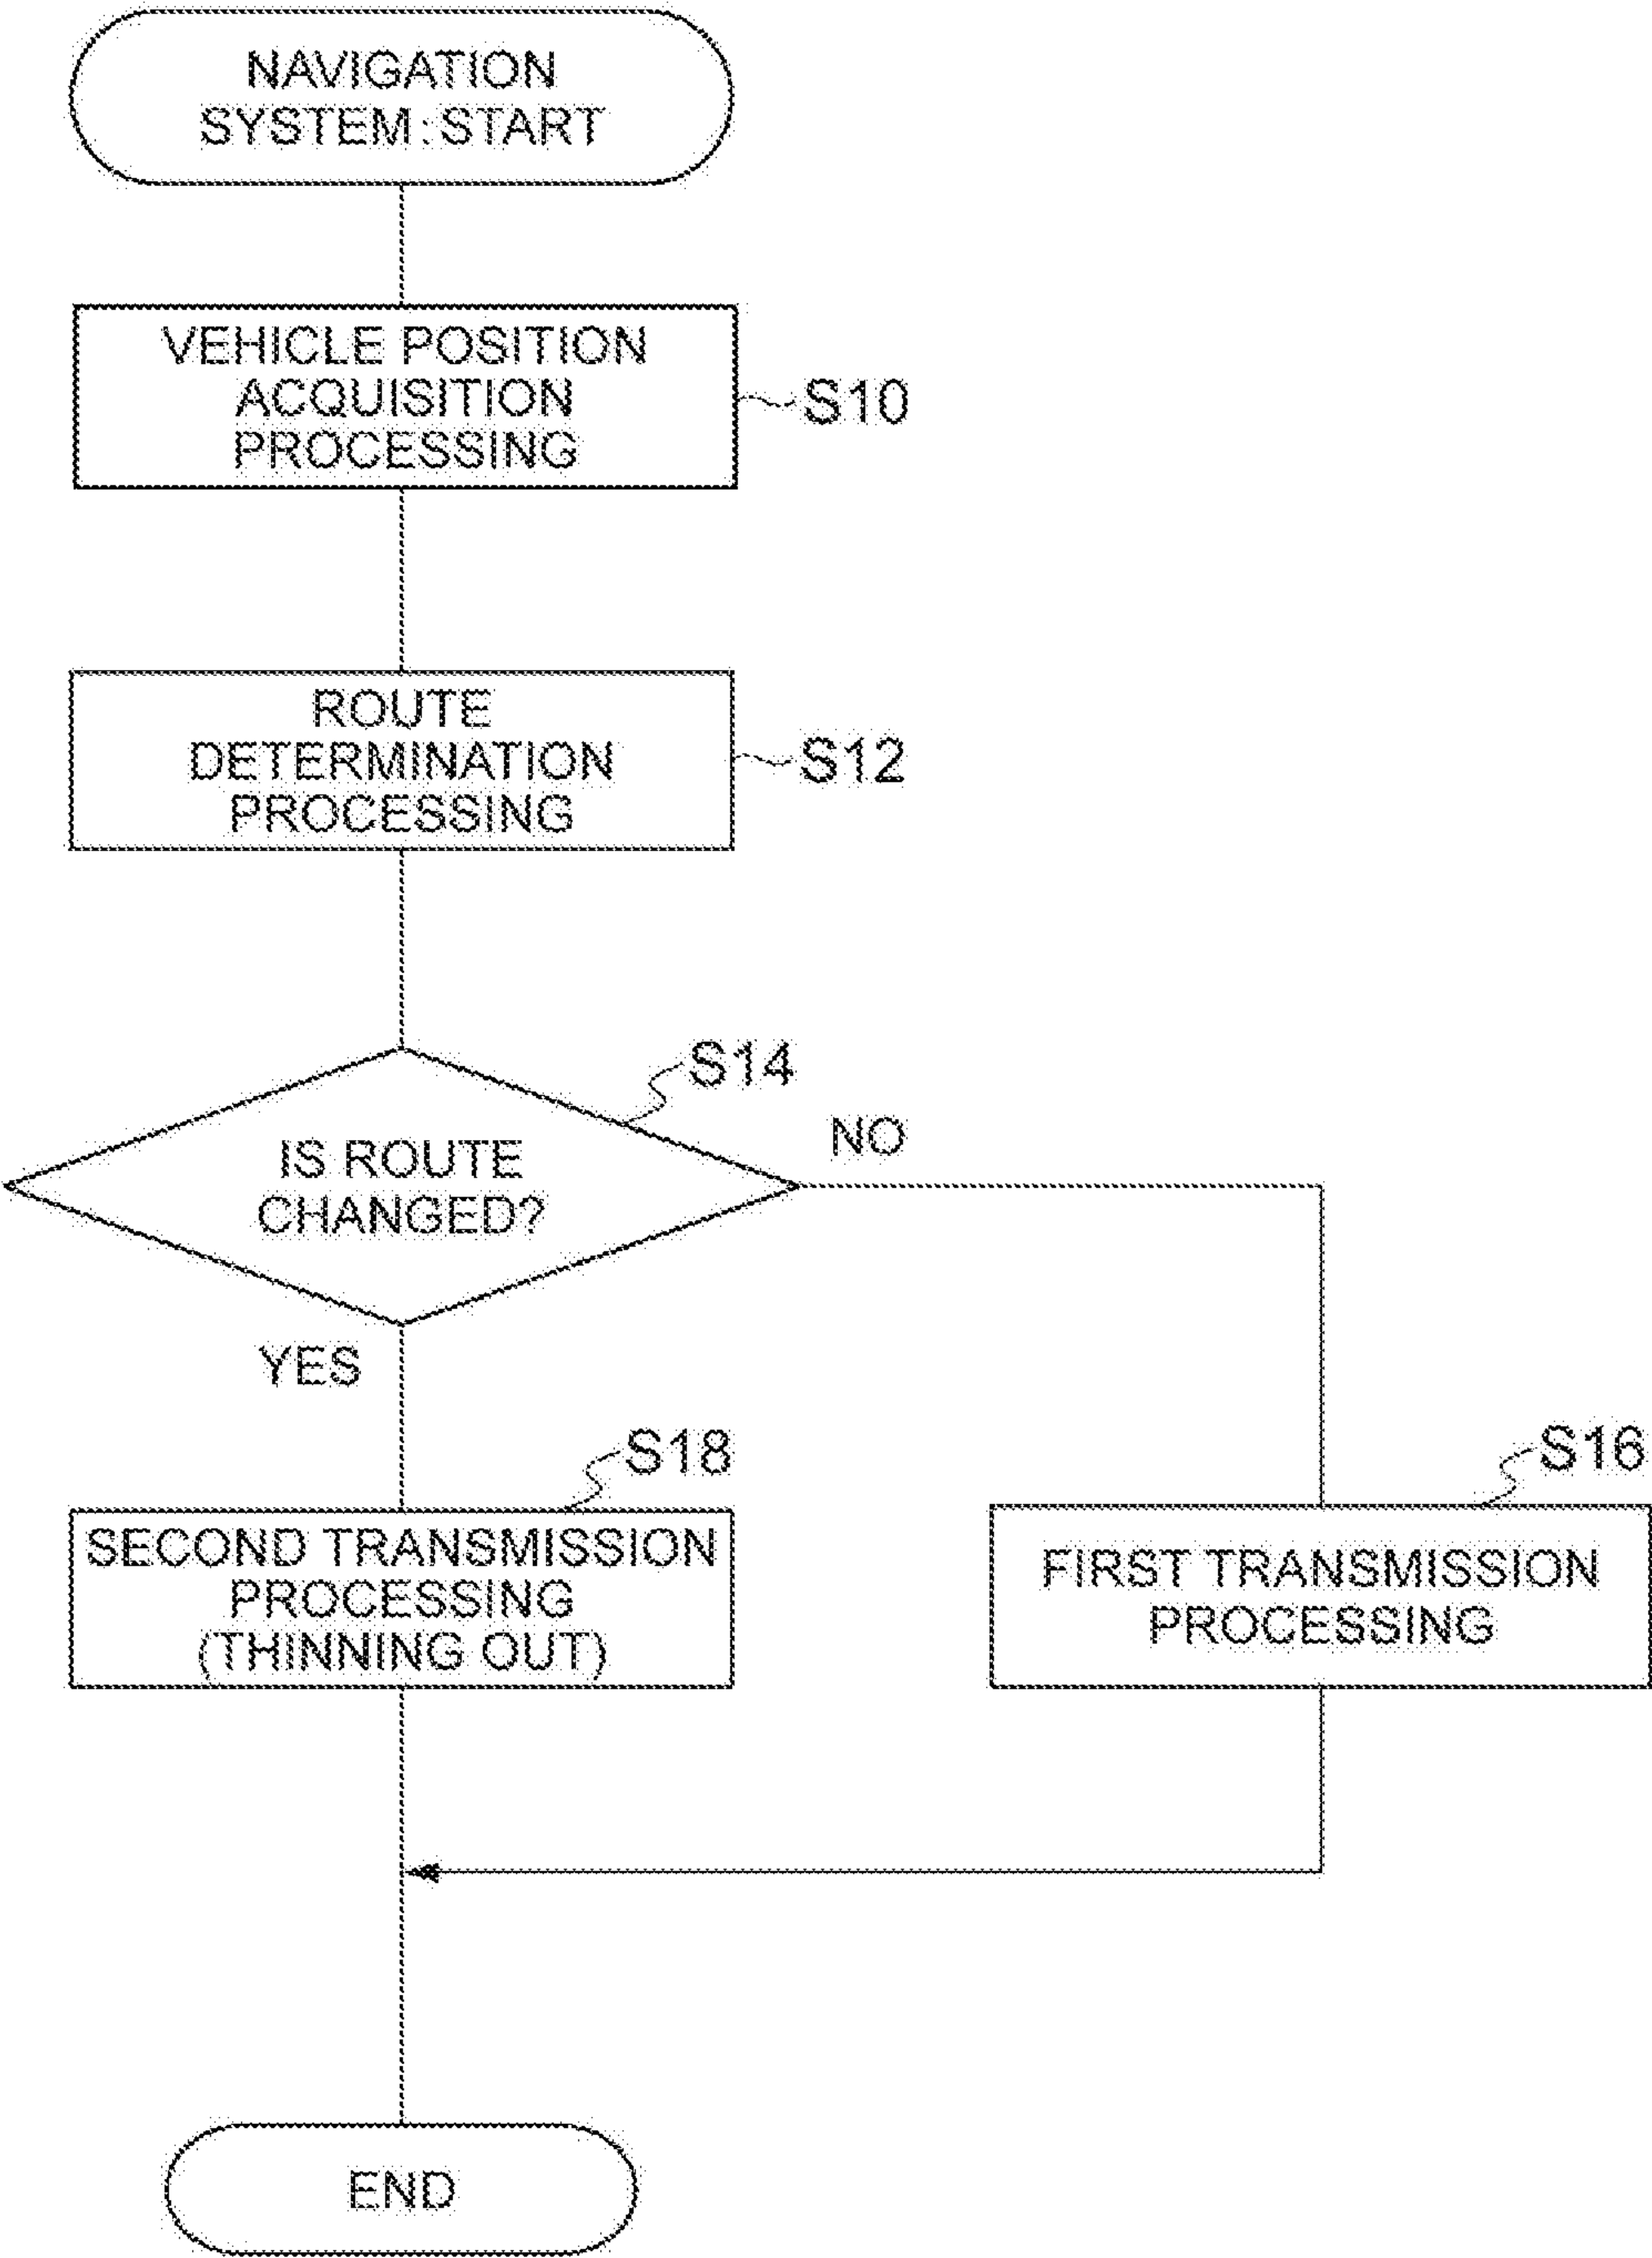 NAVIGATION
SYSTEM:START
VEHICLE POSITION
ACQUISITION
PROCESSING
S10
ROUTE
DETERMINATION
PROCESSING
S12
S14
IS ROUTE
CHANGED?
NO
YES
S18
SECOND TRANSMISSION
PROCESSING
(THINNING OUT)
S16
FIRST TRANSMISSION
PROCESSING
END